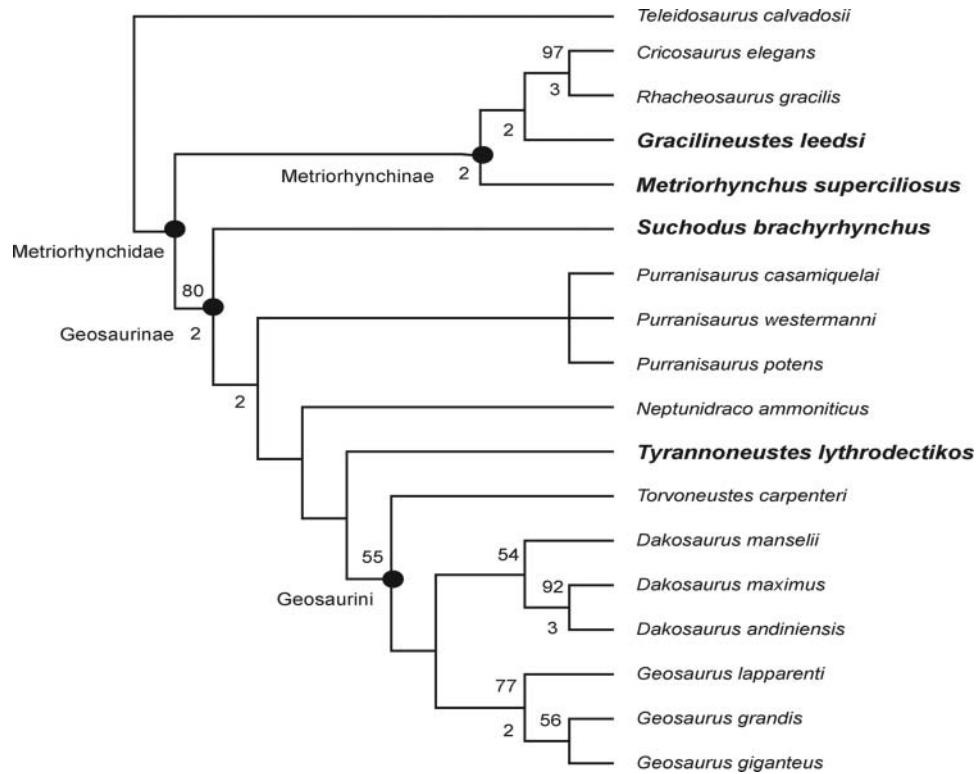 Teleidosaurus calvadosii
97
Cricosaurus elegans
3
Rhacheosaurus gracilis
2
Gracilineustes leedsi
Metriorhynchinae
2
Metriorhynchus superciliosus
Suchodus brachyrhynchus
Metriorhynchidae
80
Purranisaurus casamiquelai
Geosaurinae
2
Purranisaurus westermanni
Purranisaurus potens
2
Neptunidraco ammoniticus
Tyrannoneustes lythrodectikos
Torvoneustes carpenteri
55
54
Dakosaurus manselii
Geosaurini
92
Dakosaurus maximus
3
Dakosaurus andiniensis
77
Geosaurus lapparenti
2
56
Geosaurus grandis
Geosaurus giganteus